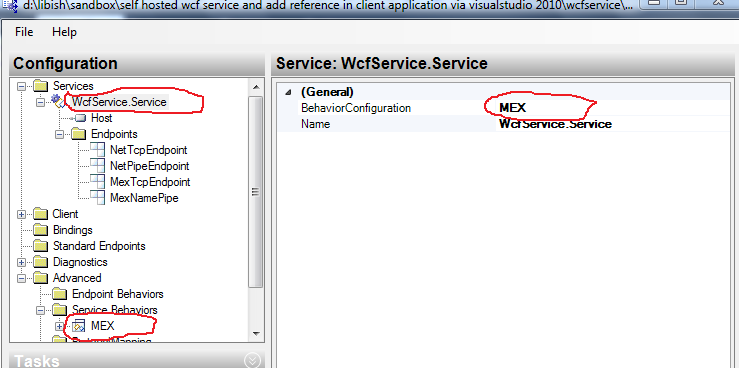 d:\libish\sandbox\self hosted wcf service and add reference in client application via visualstudio 2010\wcfservice\...
File Help
Configuration
Services
WcfService.Service
Host
Endpoints
NetTcpEndpoint
NetPipeEndpoint
MexTcpEndpoint
MexNamePipe
Client
Bindings
Standard Endpoints
Diagnostics
Advanced
Endpoint Behaviors
Service Behaviors
MEX
Tasks
Service: WcfService.Service
(General)
BehaviorConfiguration MEX
Name WcfService.Service